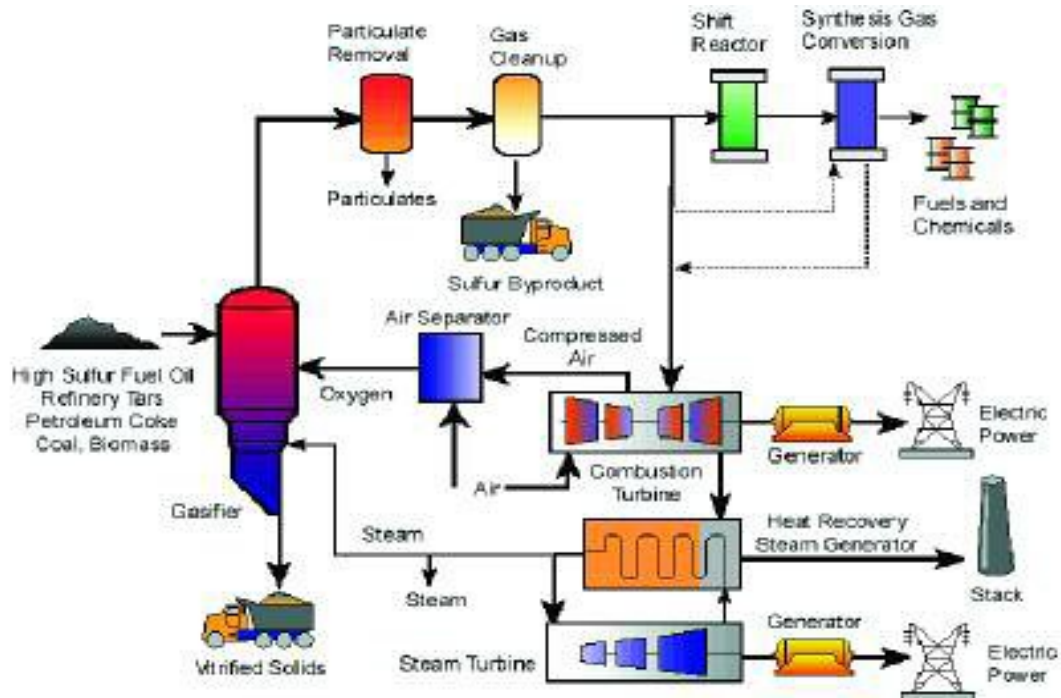 Particulate
Removal
Gas
Cleanup
Shift
Reactor
Synthesis Gas
Conversion
Particulates
Fuels and
Chemicals
Sulfur Byproduct
Air Separator
Compressed
Air
High Sulfur Fuel Oil
Refinery Tars
Petroleum Coke
Coal, Biomass
Oxygen
Electric
Power
Generator
Air
Combustion
Turbine
Gasifier
Heat Recovery
Steam Generator
Steam
Steam
Stack
Generator
Vitrified Solids
Steam Turbine
Electric
Power